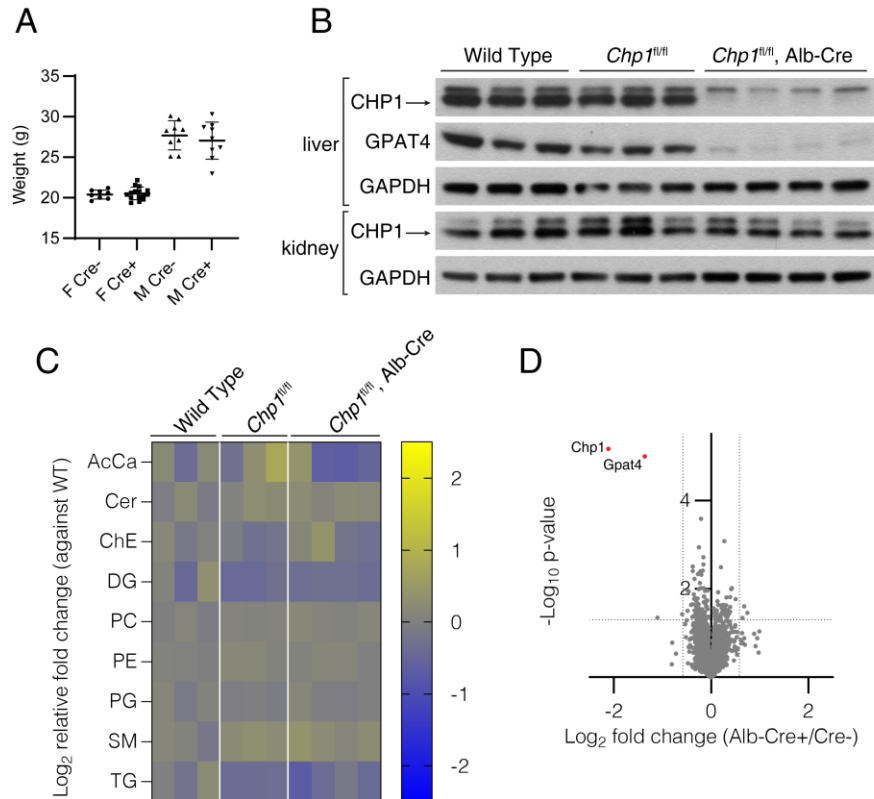 A
Weight (g)
35
30
25
20
15
F Cre-
F Cre+
M Cre-
M Cre+
B
Wild Type
Chp1fl/fl
Chp1fl/fl, Alb-Cre
liver
CHP1
GPAT4
GAPDH
kidney
CHP1
GAPDH
C
Wild Type
Chp1fl/fl
Chp1fl/fl, Alb-Cre
Log2 relative fold change (against WT)
AcCa
Cer
ChE
DG
PC
PE
PG
SM
TG
2
1
0
-1
-2
D
Chp1
Gpat4
-Log10 p-value
4
2
-2
0
2
Log2 fold change (Alb-Cre+/Cre-)